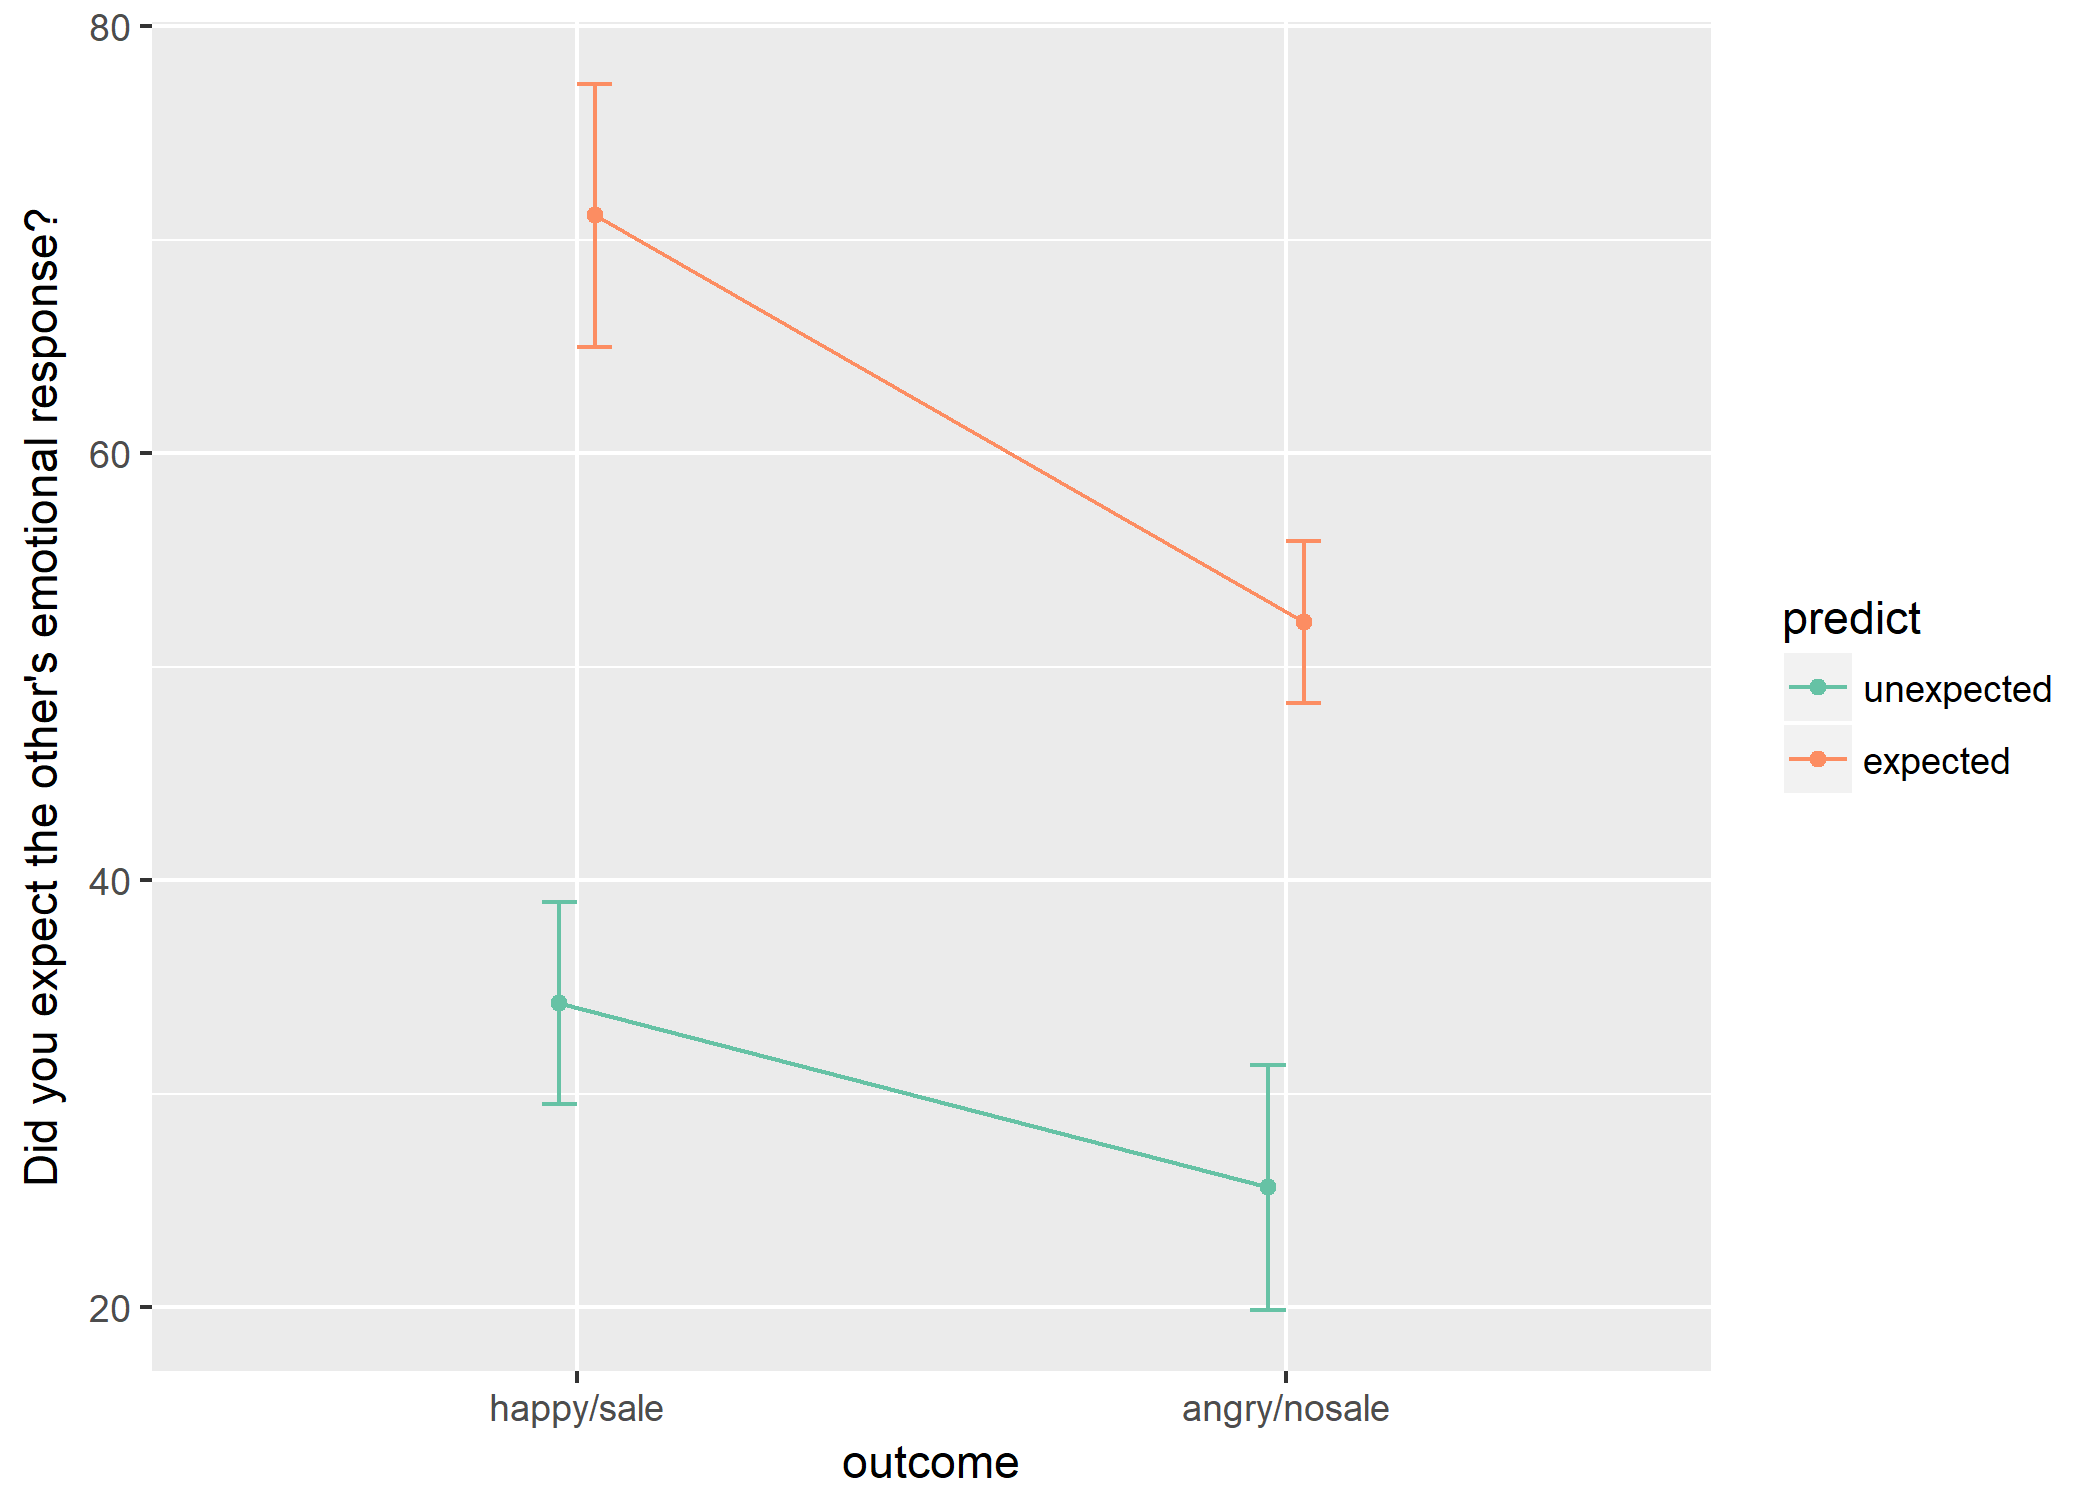 Did you expect the other's emotional response?
80
60
40
20
happy/sale
angry/nosale
outcome
predict
unexpected
expected